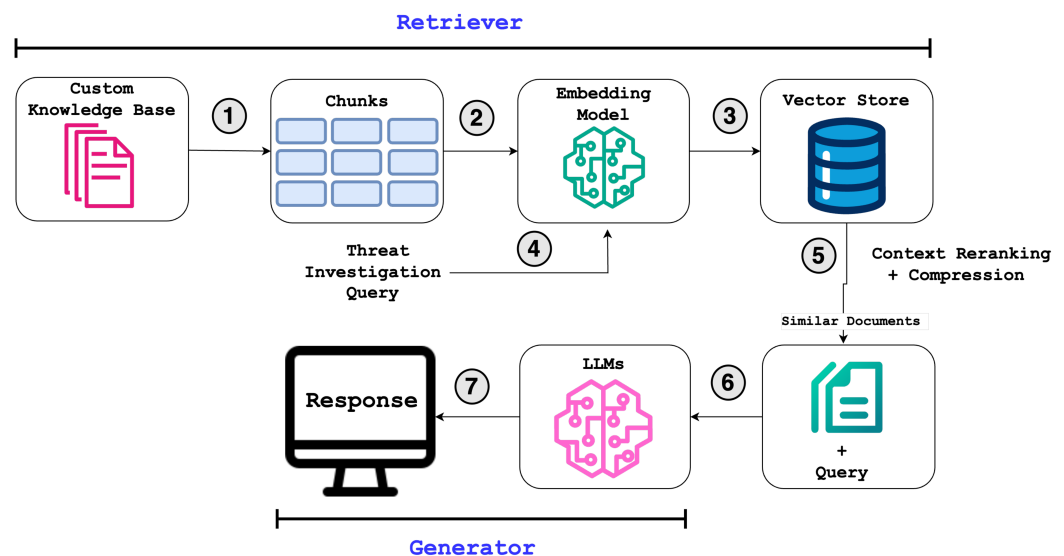 Retriever
Custom
Knowledge Base
1
Chunks
2
Embedding
Model
3
Vector Store
Threat
Investigation
Query
4
5
Context Reranking
+ Compression
Similar Documents
Response
7
LLMs
6
+
Query
Generator